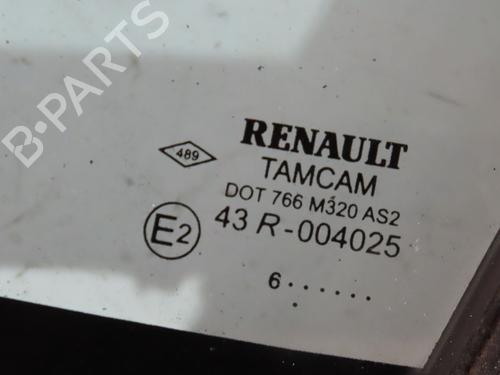 B-PARTS
RENAULT
489
TAMCAM
DOT 766 M320 AS2
E2 43 R-004025
6......
.